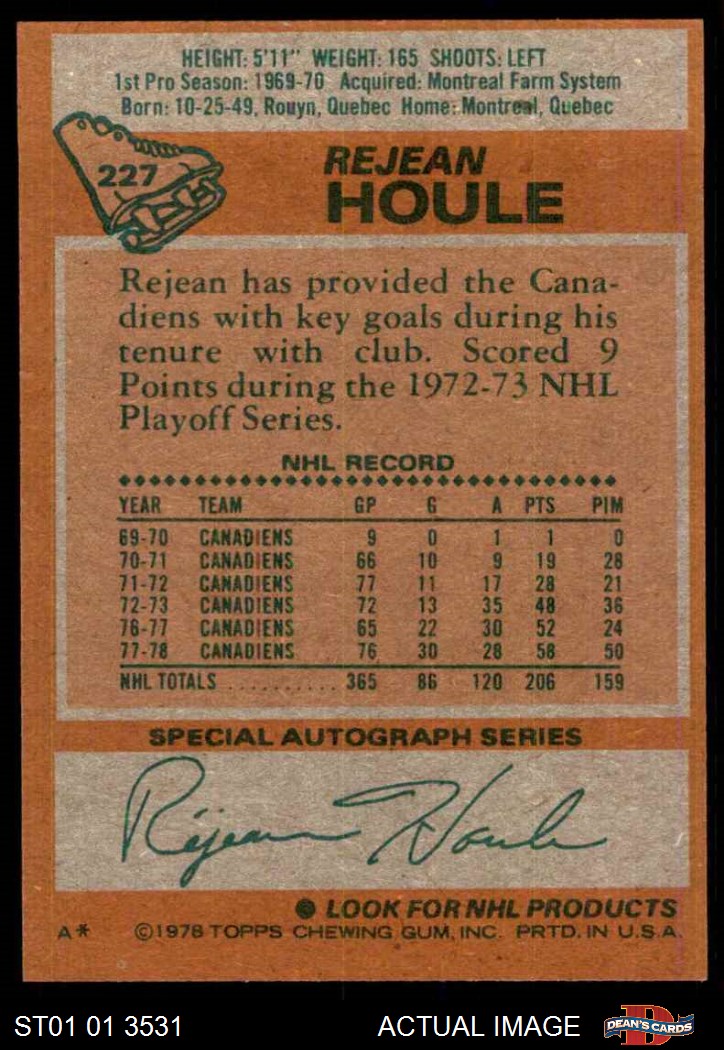 HEIGHT: 5'11" WEIGHT: 165 SHOOTS: LEFT
1st Pro Season: 1969-70 Acquired: Montreal Farm System
Born: 10-25-49, Rouyn, Quebec Home: Montreal, Quebec
227
REJEAN
HOULE
Rejean has provided the Cana-
diens with key goals during his
tenure with club. Scored 9
Points during the 1972-73 NHL
Playoff Series.
NHL RECORD
YEAR TEAM GP G A PTS PIM
69-70 CANADIENS 9 0 1 1 0
70-71 CANADIENS 66 10 9 19 28
71-72 CANADIENS 77 11 17 28 21
72-73 CANADIENS 72 13 35 48 36
76-77 CANADIENS 65 22 30 52 24
77-78 CANADIENS 76 30 28 58 50
NHL TOTALS .......... 365 86 120 206 159
SPECIAL AUTOGRAPH SERIES
Réjean Houle
LOOK FOR NHL PRODUCTS
A* ©1978 TOPPS CHEWING GUM, INC. PRTD. IN U.S.A.
ST01 01 3531 ACTUAL IMAGE D DEAN'S CARDS